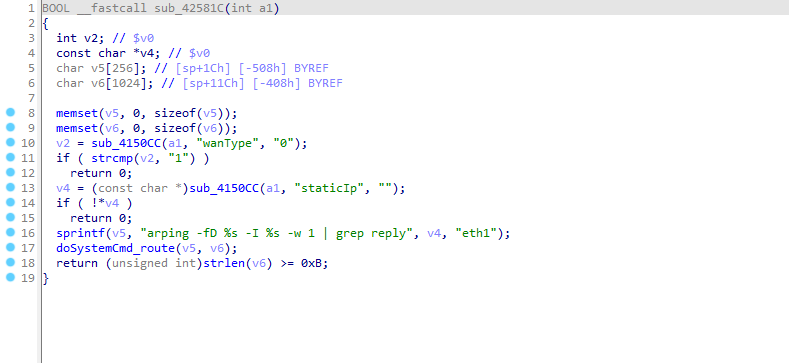 1 BOOL __fastcall sub_42581C(int a1)
2 {
3 int v2; // $v0
4 const char *v4; // $v0
5 char v5[256]; // [sp+1Ch] [-508h] BYREF
6 char v6[1024]; // [sp+11Ch] [-408h] BYREF
7
8 memset(v5, 0, sizeof(v5));
9 memset(v6, 0, sizeof(v6));
10 v2 = sub_4150CC(a1, "wanType", "0");
11 if ( strcmp(v2, "1") )
12 return 0;
13 v4 = (const char *)sub_4150CC(a1, "staticIp", "");
14 if ( !*v4 )
15 return 0;
16 sprintf(v5, "arping -fD %s -I %s -w 1 | grep reply", v4, "eth1");
17 doSystemCmd_route(v5, v6);
18 return (unsigned int)strlen(v6) >= 0xB;
19 }